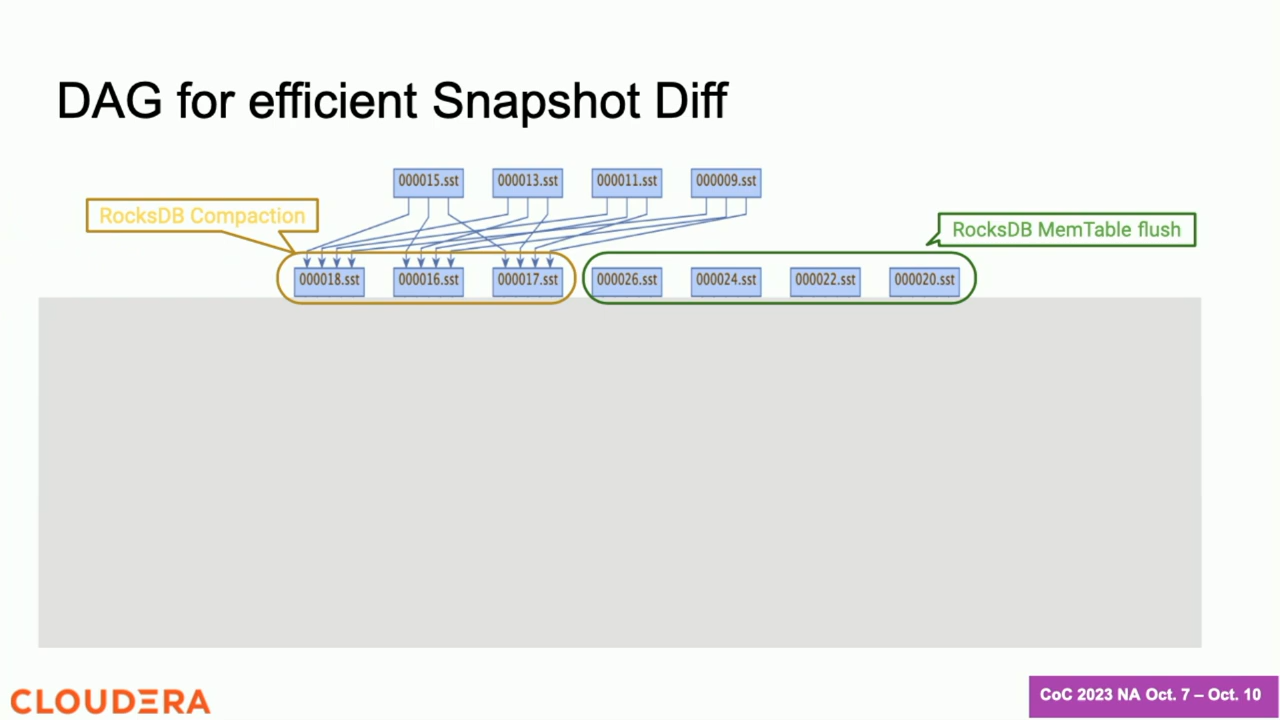 DAG for efficient Snapshot Diff
000015.sst 000013.sst 000011.sst 000009.sst
RocksDB Compaction
RocksDB MemTable flush
000018.sst 000016.sst 000017.sst 000026.sst 000024.sst 000022.sst 000020.sst
CLOUDERA
CoC 2023 NA Oct. 7 – Oct. 10